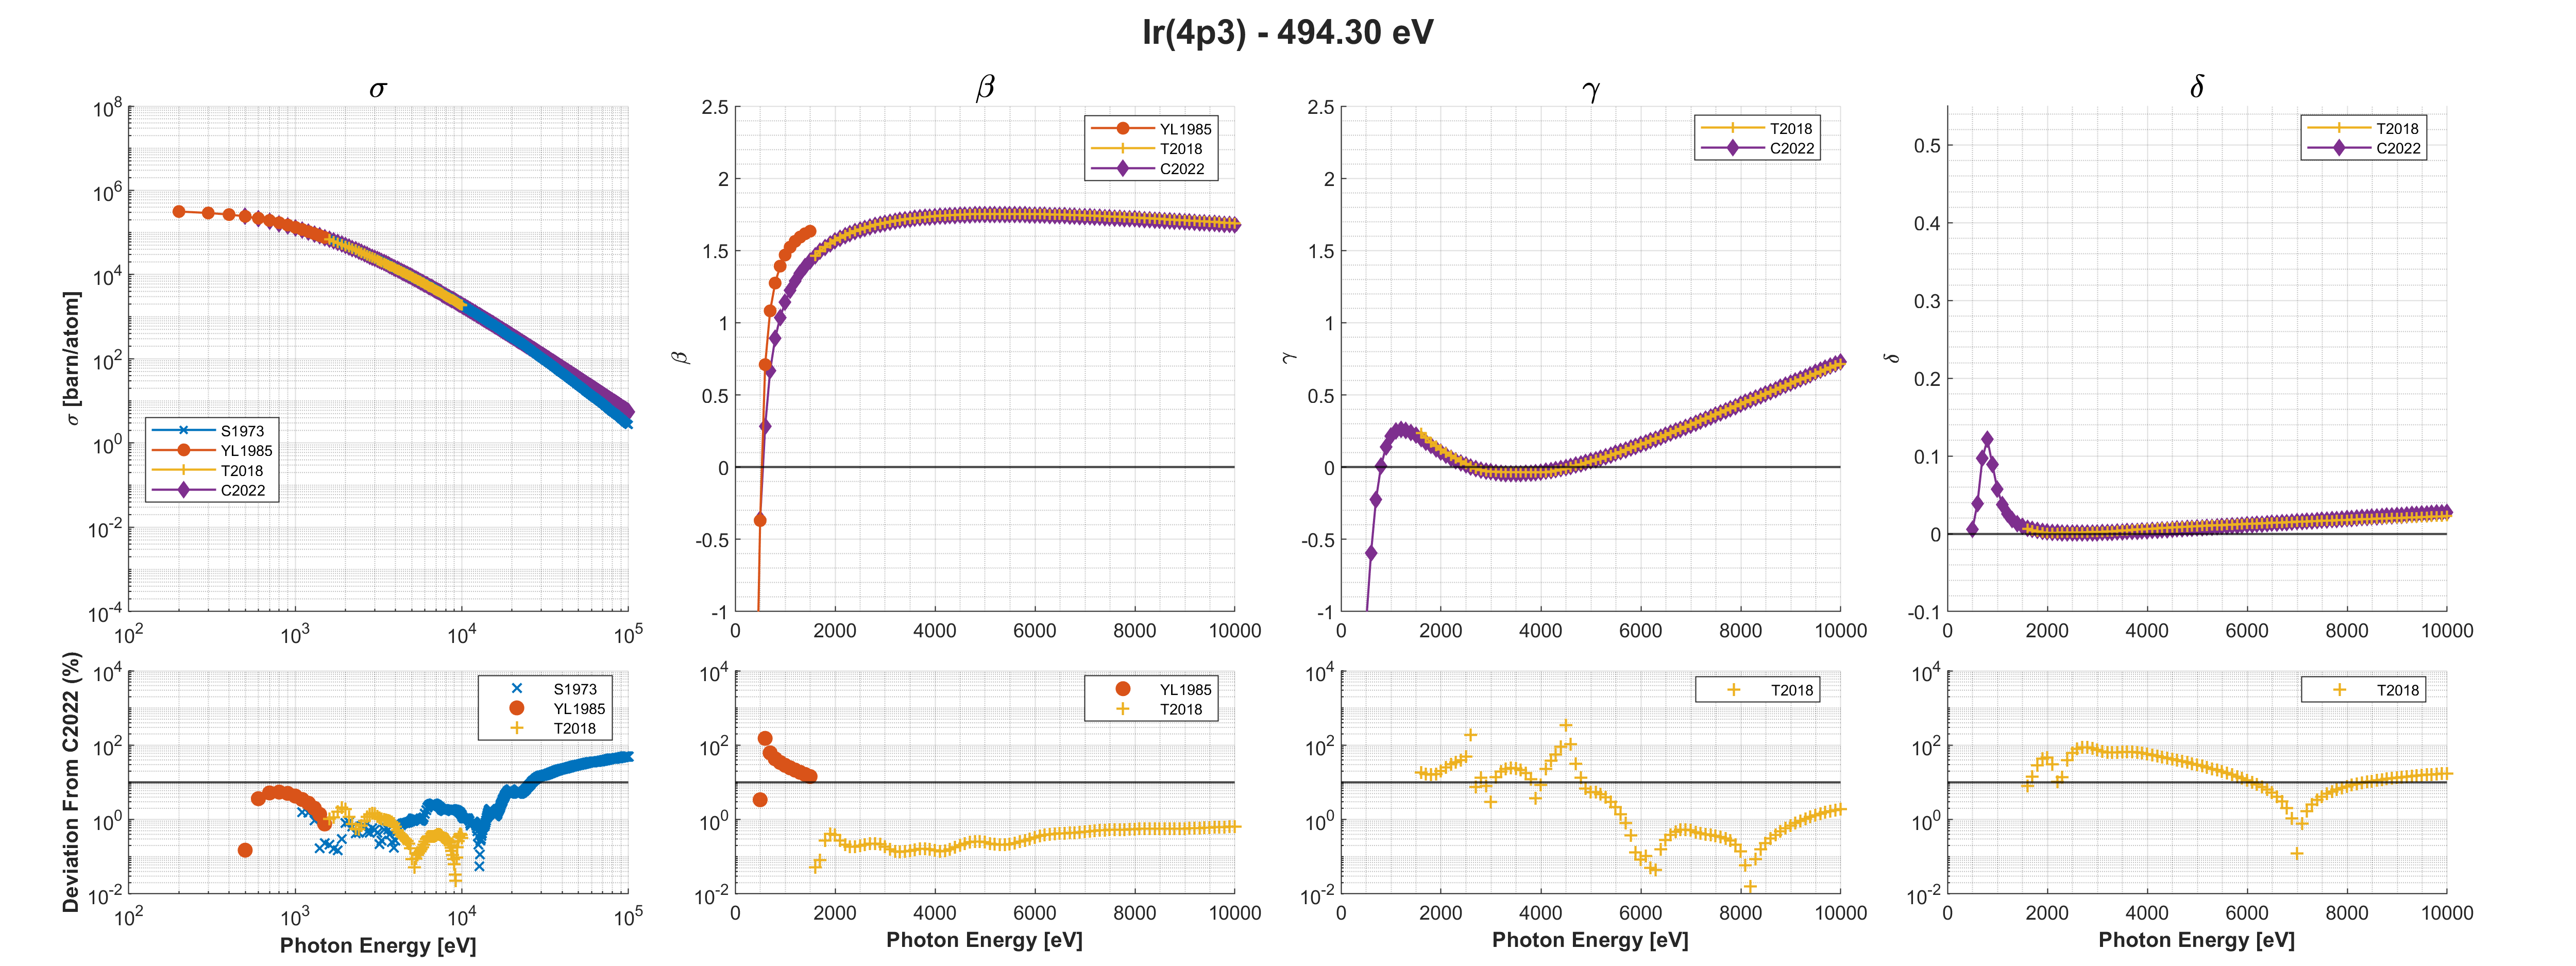 Ir(4p3) - 494.30 eV
σ
10^8
10^6
10^4
10^2
10^0
10^-2
10^-4
10^2
10^3
10^4
10^5
σ [barn/atom]
S1973
YL1985
T2018
C2022
β
2.5
2
1.5
1
0.5
0
-0.5
-1
0
2000
4000
6000
8000
10000
β
YL1985
T2018
C2022
γ
2.5
2
1.5
1
0.5
0
-0.5
-1
0
2000
4000
6000
8000
10000
γ
T2018
C2022
δ
0.5
0.4
0.3
0.2
0.1
0
-0.1
0
2000
4000
6000
8000
10000
δ
T2018
C2022
Deviation From C2022 (%)
10^4
10^2
10^0
10^-2
10^2
10^3
10^4
10^5
Photon Energy [eV]
S1973
YL1985
T2018
10^4
10^2
10^0
10^-2
0
2000
4000
6000
8000
10000
Photon Energy [eV]
YL1985
T2018
10^4
10^2
10^0
10^-2
0
2000
4000
6000
8000
10000
Photon Energy [eV]
T2018
10^4
10^2
10^0
10^-2
0
2000
4000
6000
8000
10000
Photon Energy [eV]
T2018